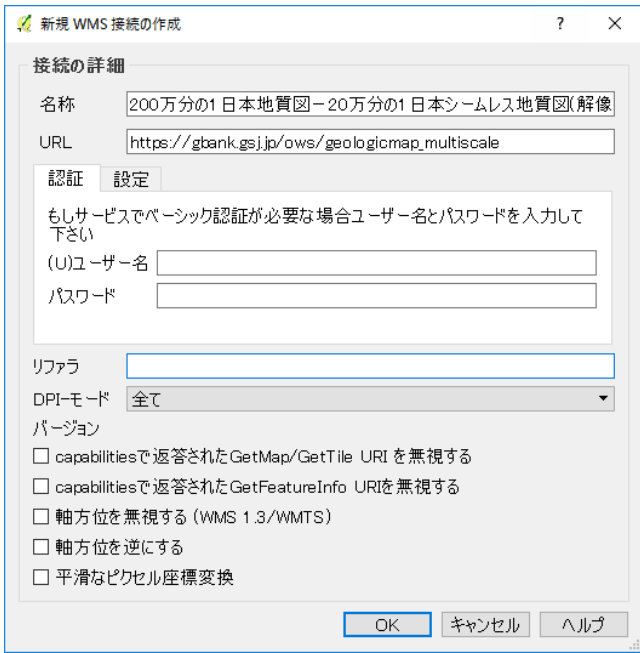 新規 WMS 接続の作成
?
接続の詳細
名称 200万分の1 日本地質図－20万分の1 日本シームレス地質図(解像
URL https://gbank.gsj.jp/ows/geologicmap_multiscale
認証 設定
もしサービスでベーシック認証が必要な場合ユーザー名とパスワードを入力して
下さい
(U)ユーザー名
パスワード
リファラ
DPI-モード 全て
バージョン
capabilitiesで返答されたGetMap/GetTile URI を無視する
capabilitiesで返答されたGetFeatureInfo URIを無視する
軸方位を無視する (WMS 1.3/WMTS)
軸方位を逆にする
平滑なピクセル座標変換
OK キャンセル ヘルプ